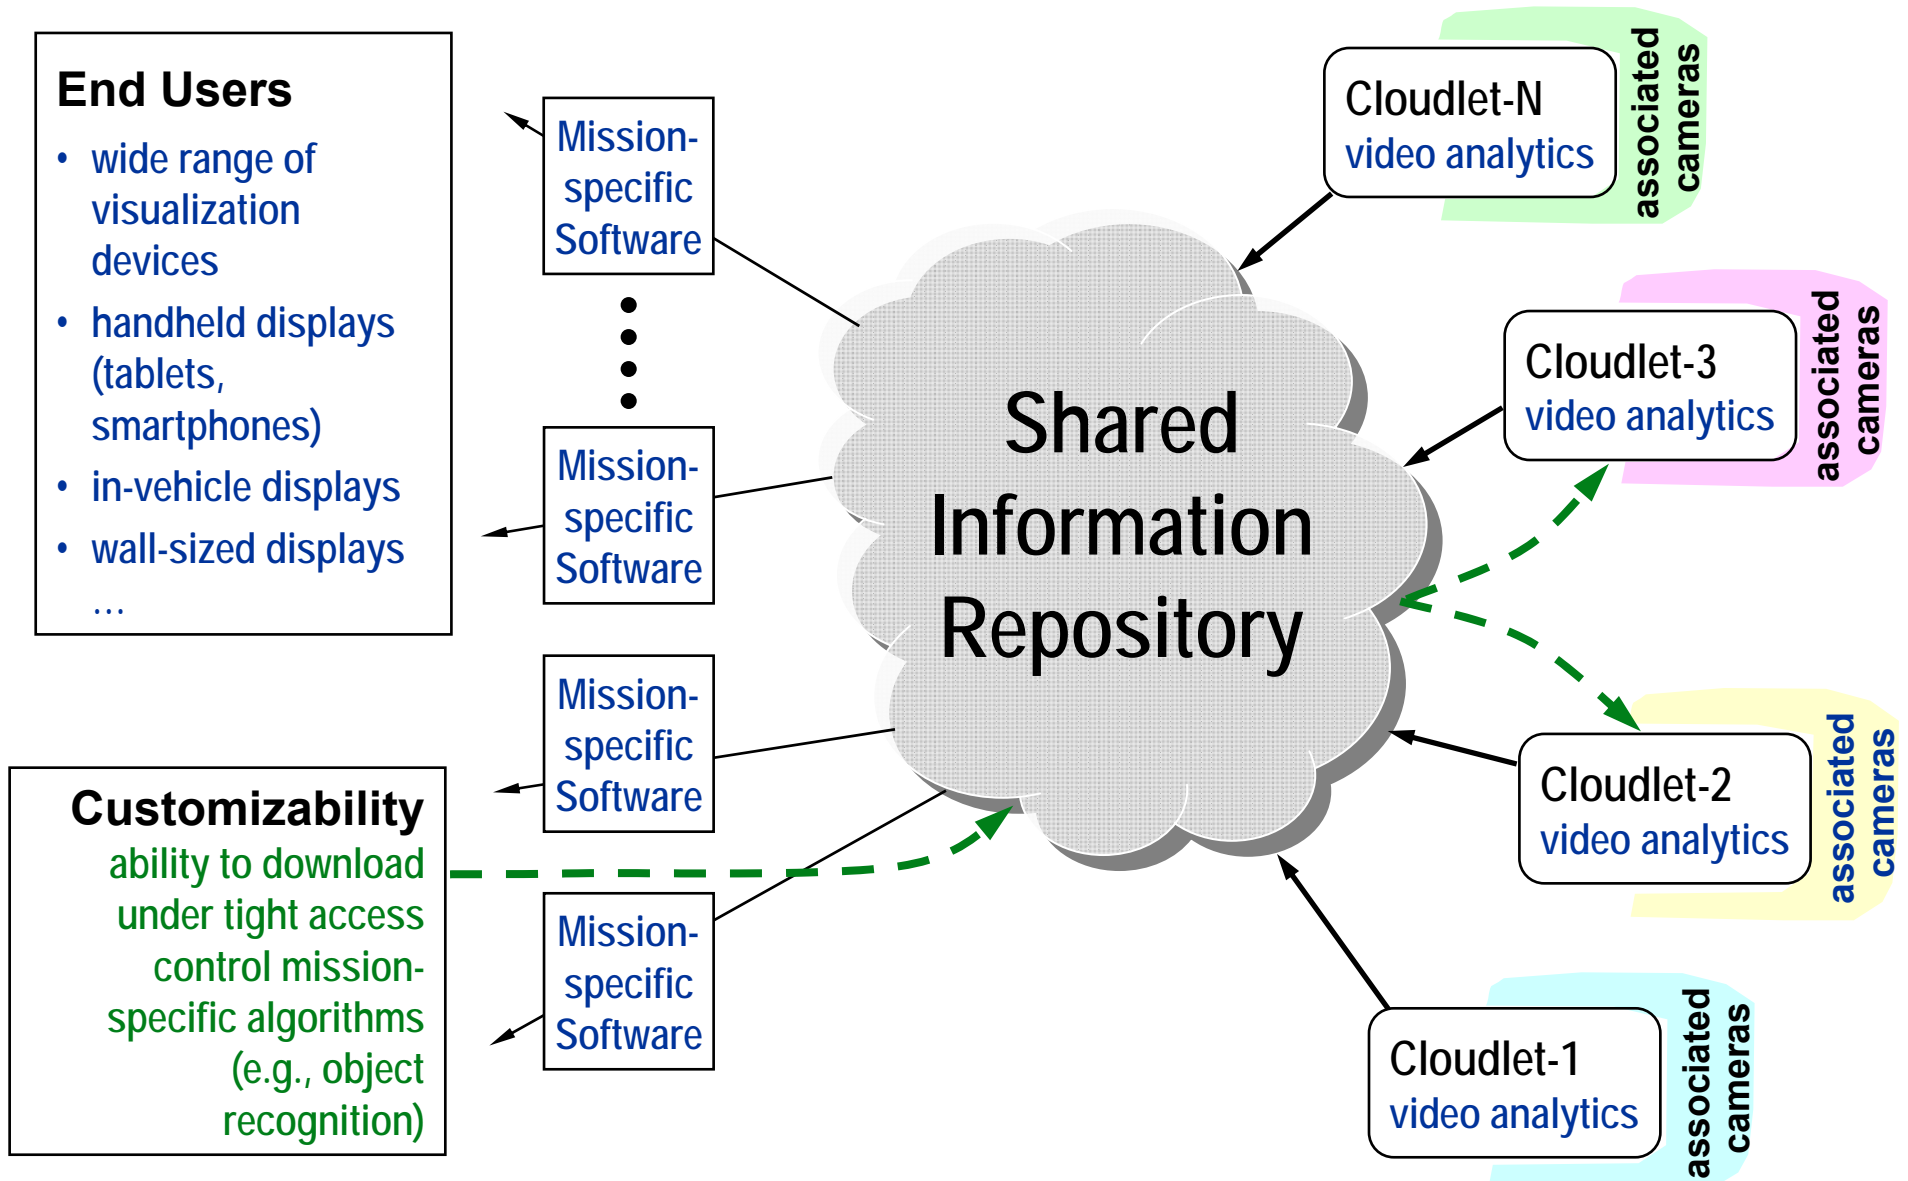 End Users
• wide range of
visualization
devices
• handheld displays
(tablets,
smartphones)
• in-vehicle displays
• wall-sized displays
…
Customizability
ability to download
under tight access
control mission-
specific algorithms
(e.g., object
recognition)
Mission-
specific
Software
Mission-
specific
Software
Mission-
specific
Software
Mission-
specific
Software
Shared
Information
Repository
Cloudlet-N
video analytics
associated
cameras
Cloudlet-3
video analytics
associated
cameras
Cloudlet-2
video analytics
associated
cameras
Cloudlet-1
video analytics
associated
cameras